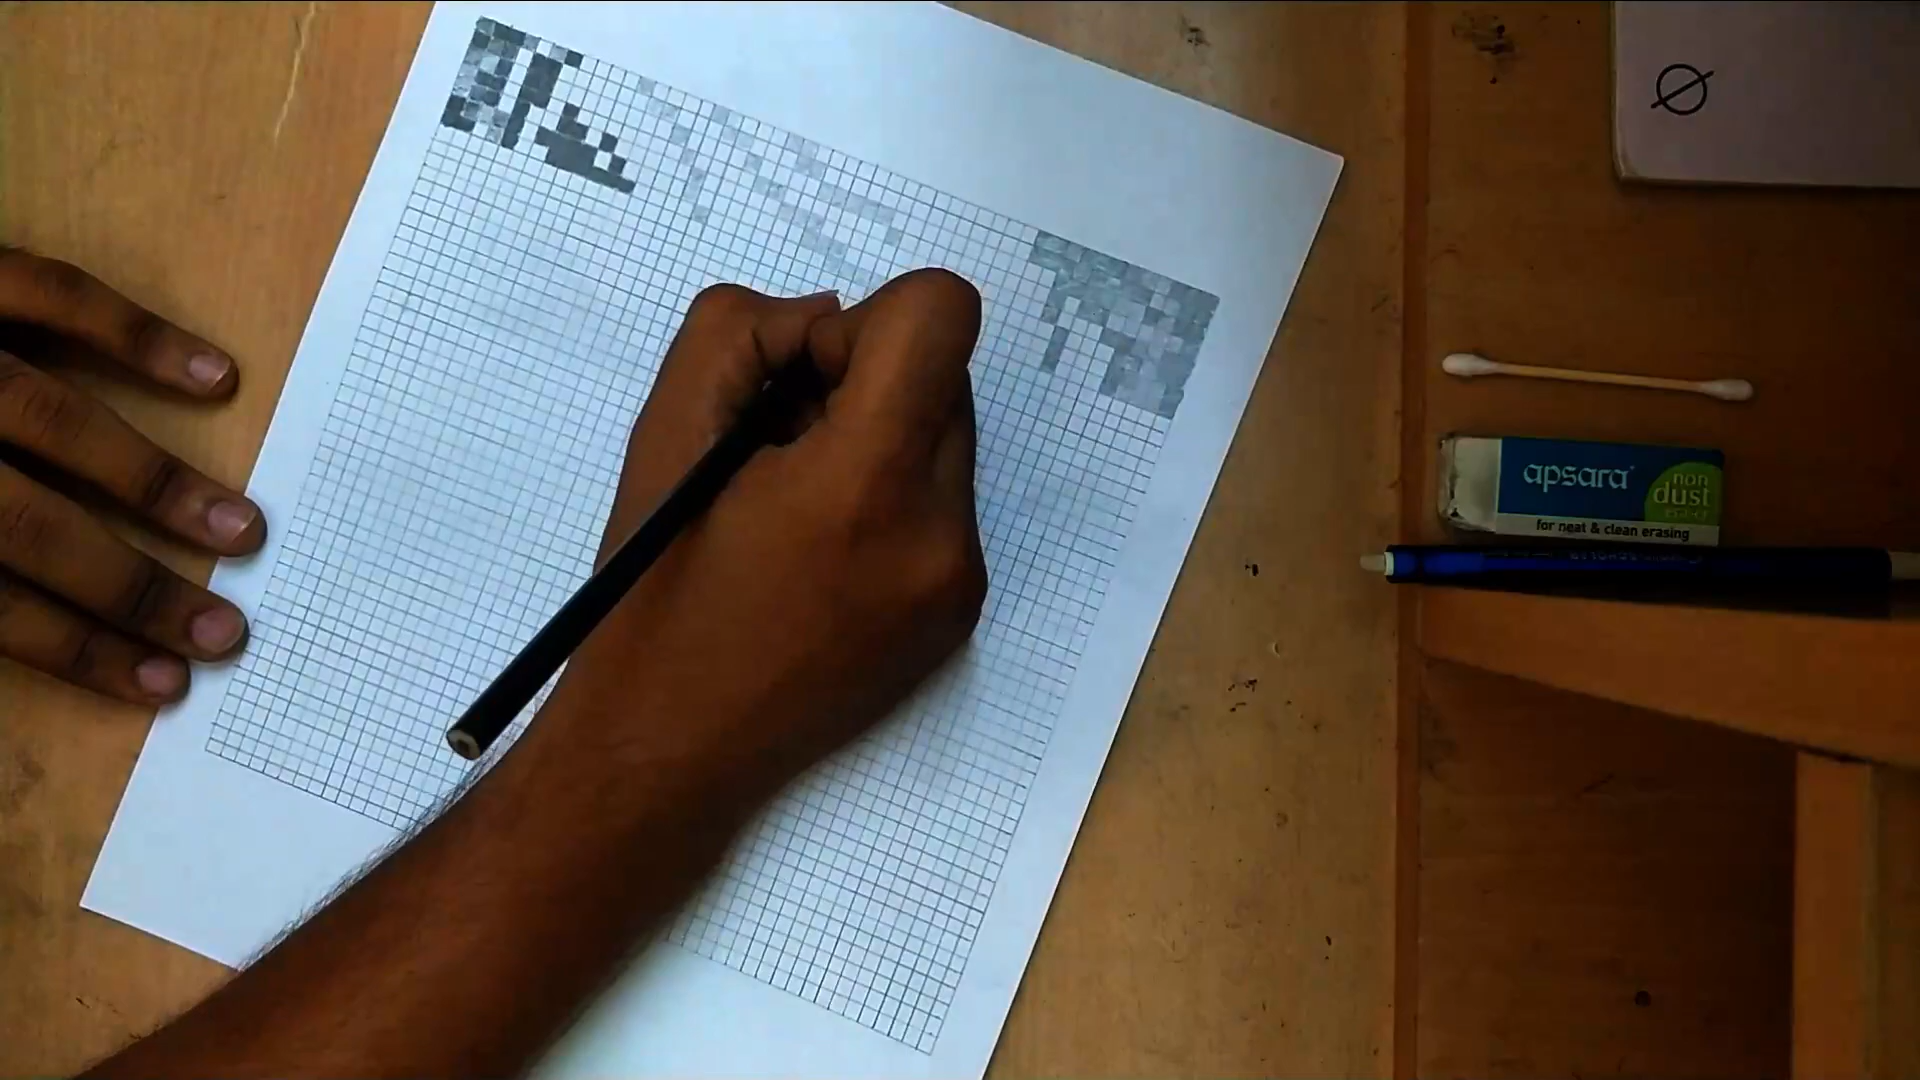 Ø
apsara
non
dust
for neat & clean erasing